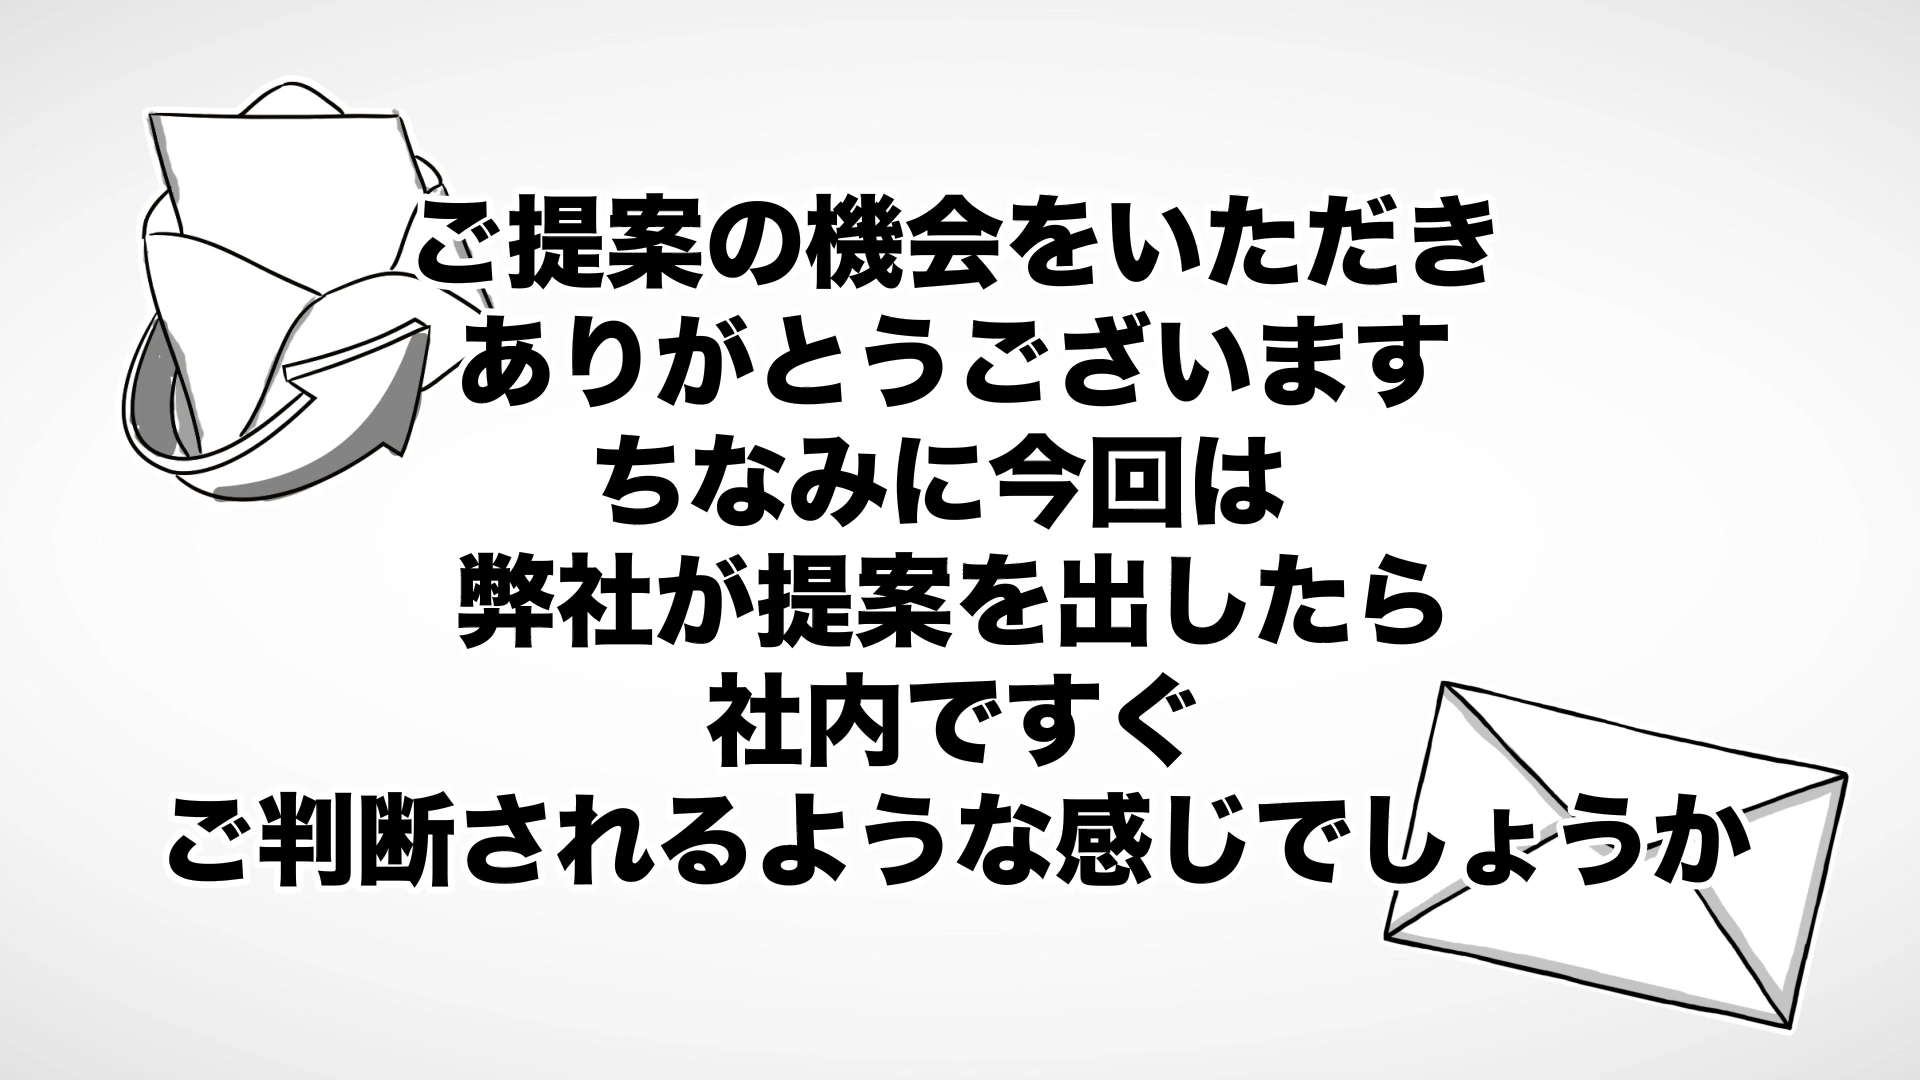 ご提案の機会をいただき
ありがとうございます
ちなみに今回は
弊社が提案を出したら
社内ですぐ
ご判断されるような感じでしょうか